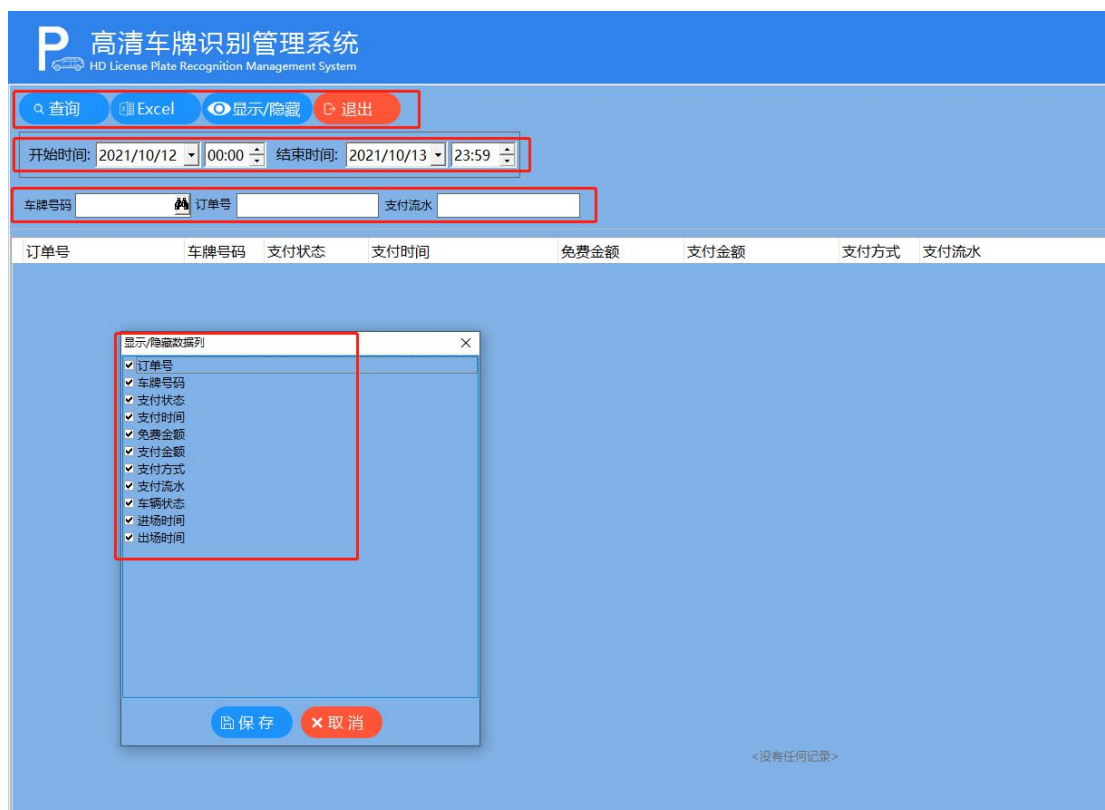 P 高清车牌识别管理系统
HD License Plate Recognition Management System
查询 Excel 显示/隐藏 退出
开始时间: 2021/10/12 00:00 结束时间: 2021/10/13 23:59
车牌号码 订单号 支付流水
订单号 车牌号码 支付状态 支付时间 免费金额 支付金额 支付方式 支付流水
显示/隐藏数据列
订单号
车牌号码
支付状态
支付时间
免费金额
支付金额
支付方式
支付流水
车辆状态
进场时间
出场时间
保存 取消
<没有任何记录>